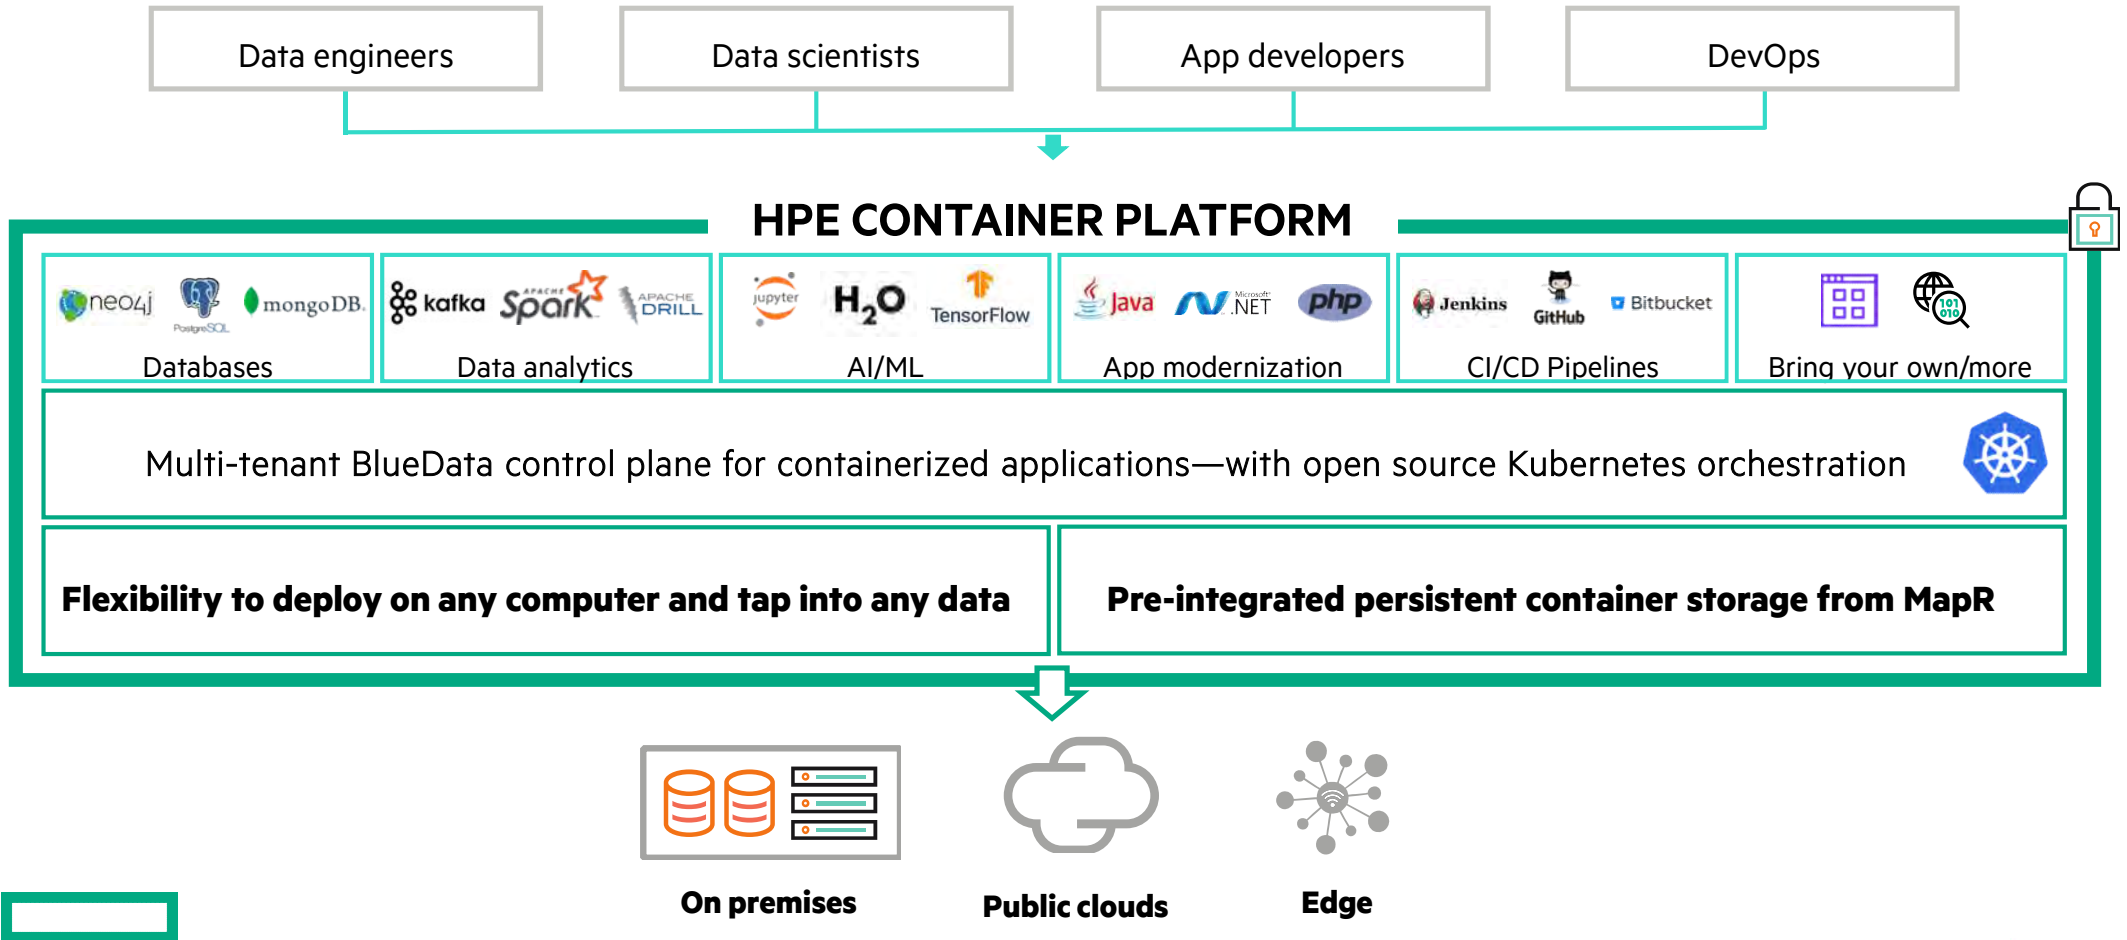 Data engineers
Data scientists
App developers
DevOps
HPE CONTAINER PLATFORM
neo4j
PostgreSQL
mongoDB.
Databases
kafka
APACHE
Spark
APACHE
DRILL
Data analytics
jupyter
H2O
TensorFlow
AI/ML
Java
Microsoft
.NET
php
App modernization
Jenkins
GitHub
Bitbucket
CI/CD Pipelines
101
010
Bring your own/more
Multi-tenant BlueData control plane for containerized applications—with open source Kubernetes orchestration
Flexibility to deploy on any computer and tap into any data
Pre-integrated persistent container storage from MapR
On premises
Public clouds
Edge